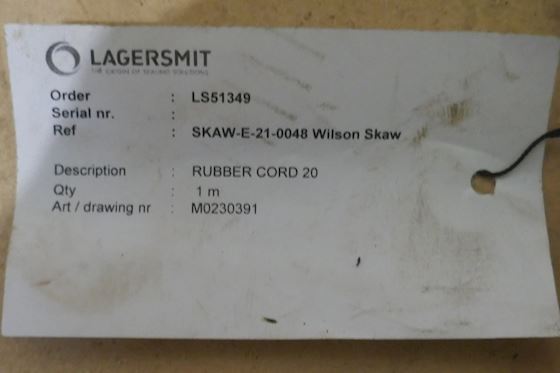 LAGERSMIT
THE ORIGIN OF SEALING SOLUTIONS
Order : LS51349
Serial nr. :
Ref : SKAW-E-21-0048 Wilson Skaw
Description : RUBBER CORD 20
Qty : 1 m
Art / drawing nr : M0230391